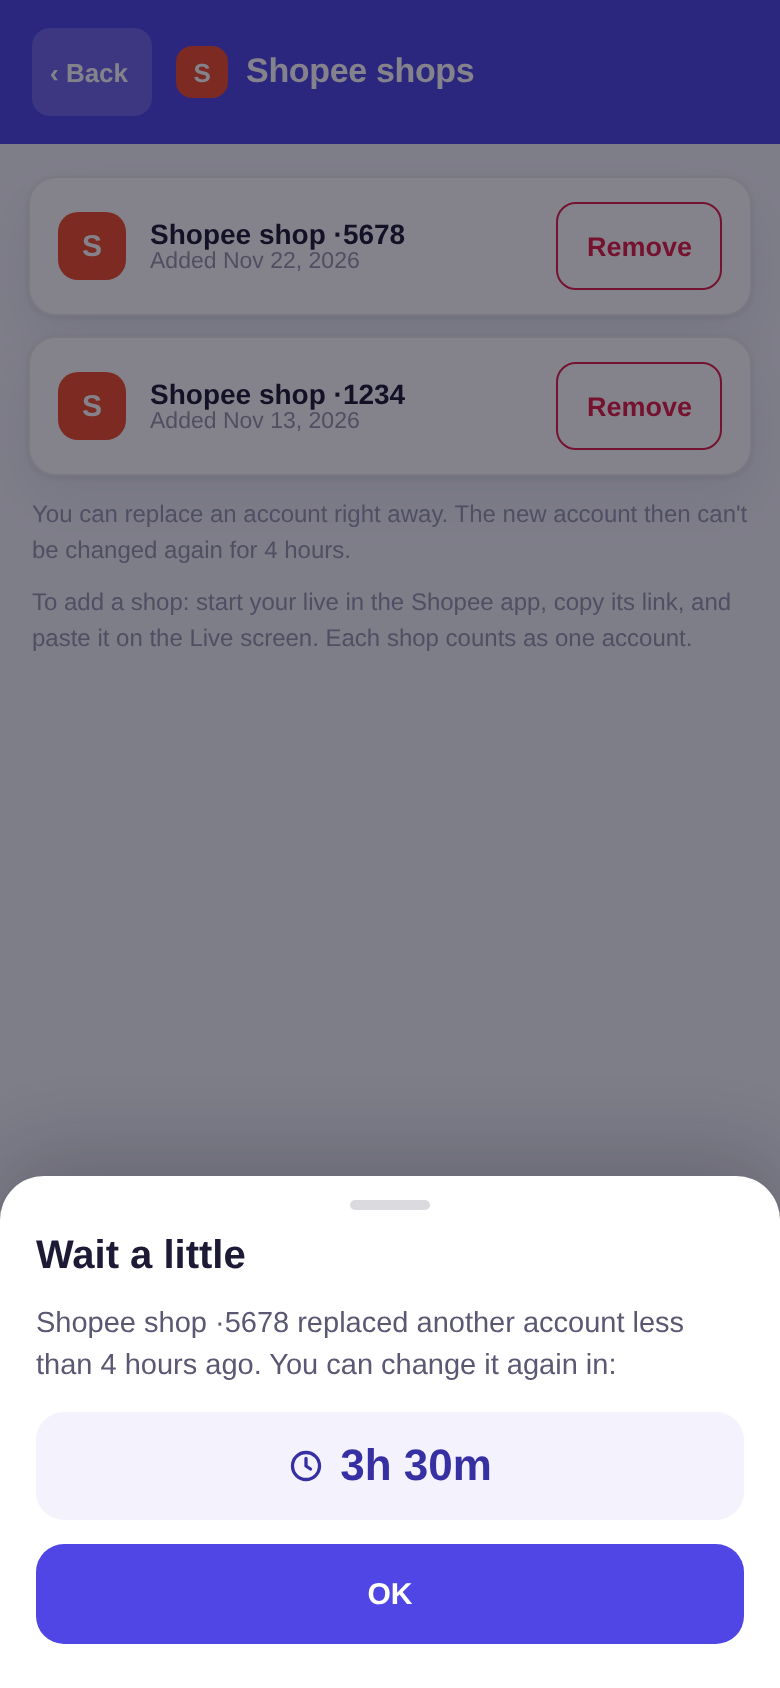 ‹ Back
S
Shopee shops
S
Shopee shop ·5678
Added Nov 22, 2026
Remove
S
Shopee shop ·1234
Added Nov 13, 2026
Remove
You can replace an account right away. The new account then can't
be changed again for 4 hours.
To add a shop: start your live in the Shopee app, copy its link, and
paste it on the Live screen. Each shop counts as one account.
Wait a little
Shopee shop ·5678 replaced another account less
than 4 hours ago. You can change it again in:
3h 30m
OK